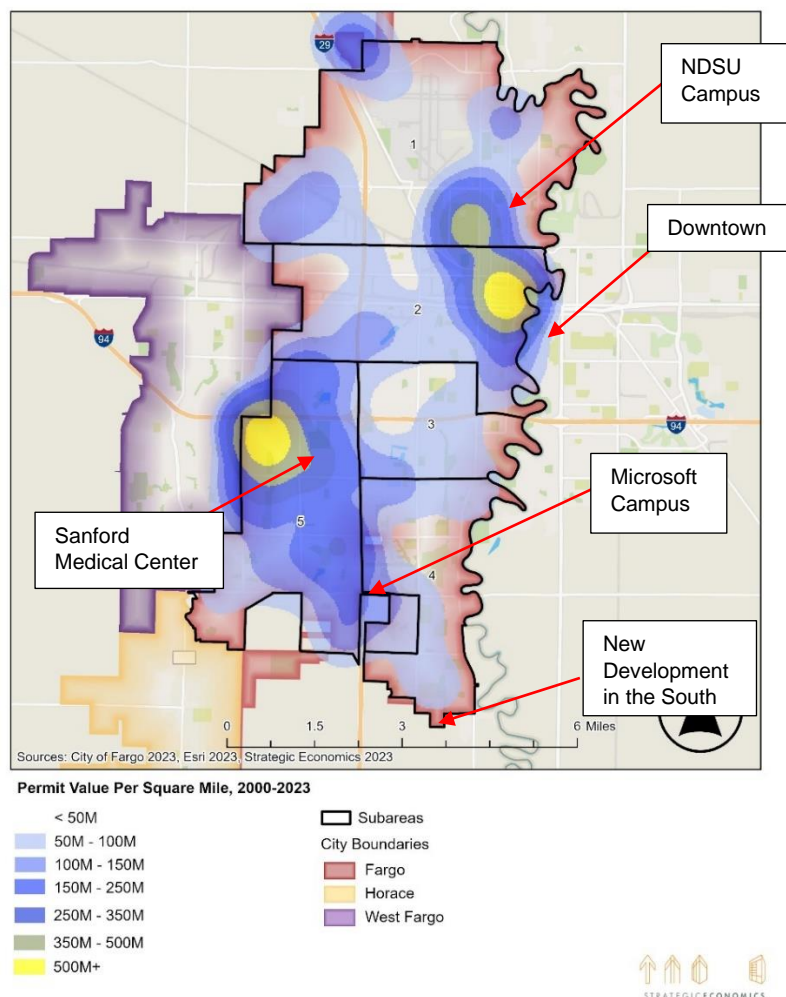 29
NDSU
Campus
1
Downtown
2
94
3
94
Microsoft
Campus
Sanford
Medical Center
5
4
New
Development
in the South
0
1.5
3
6 Miles
Sources: City of Fargo 2023, Esri 2023, Strategic Economics 2023
Permit Value Per Square Mile, 2000-2023
< 50M
50M - 100M
100M - 150M
150M - 250M
250M - 350M
350M - 500M
500M+
Subareas
City Boundaries
Fargo
Horace
West Fargo
STRATEGICECONOMICS